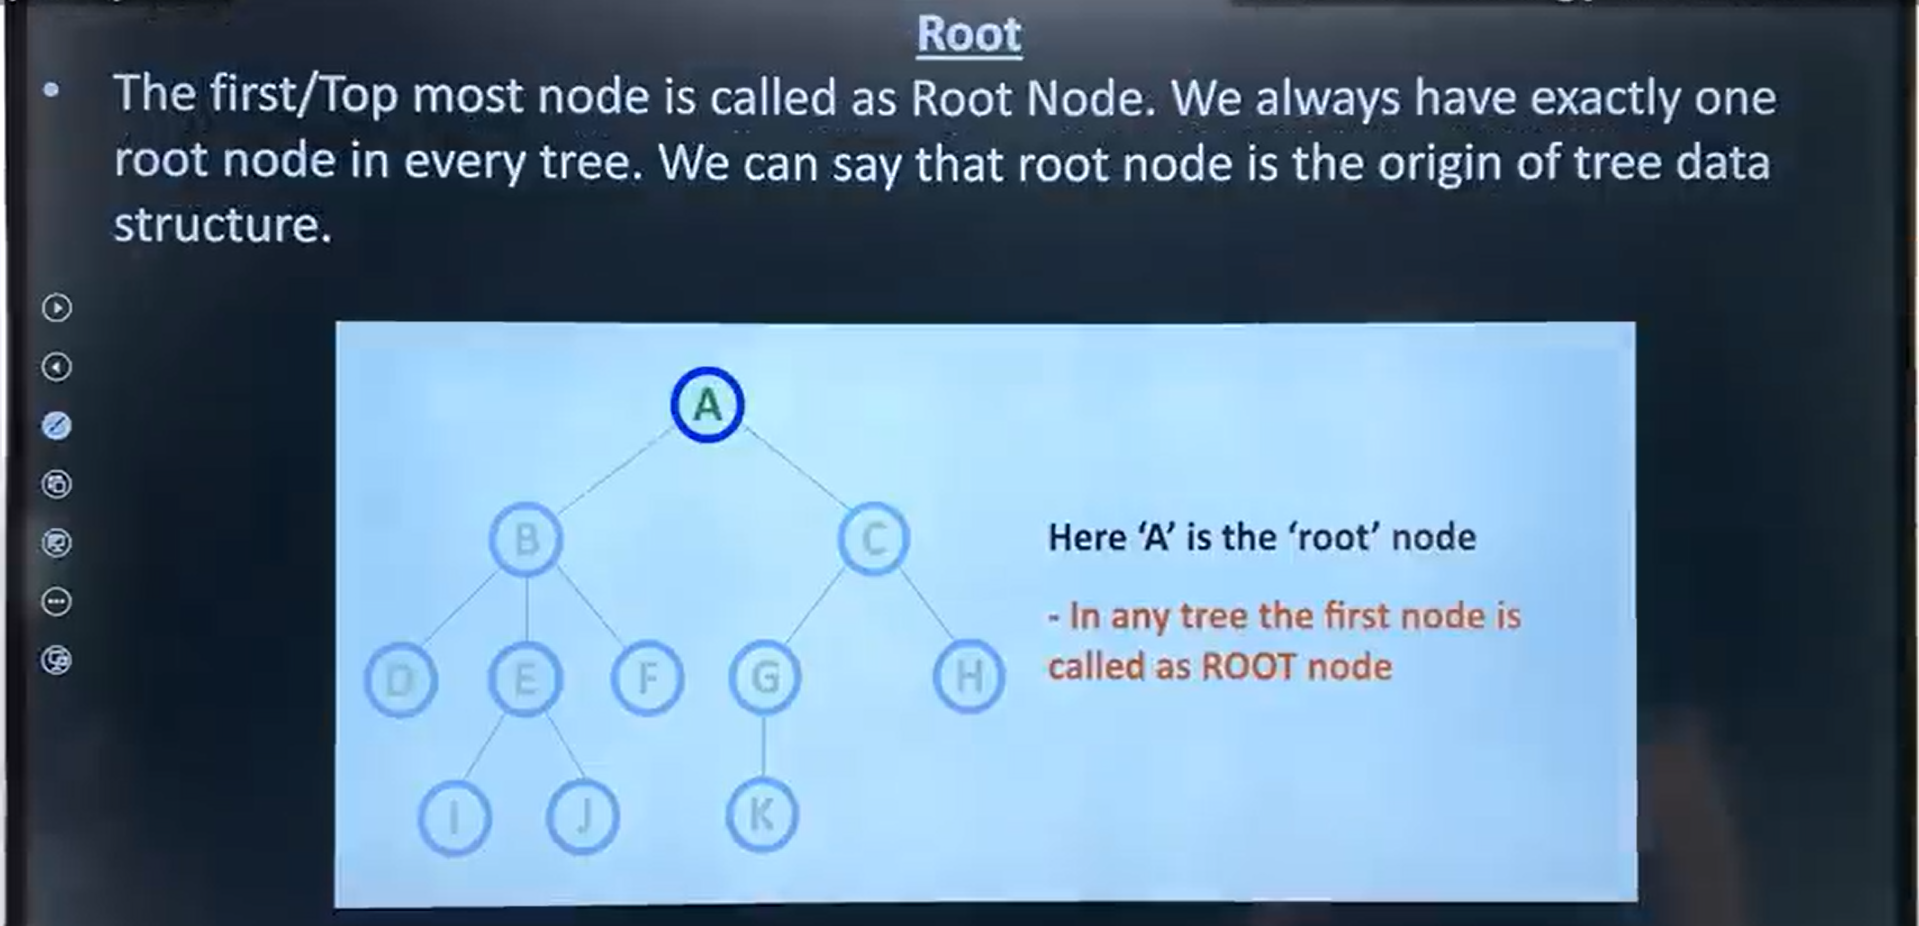 Root
• The first/Top most node is called as Root Node. We always have exactly one
root node in every tree. We can say that root node is the origin of tree data
structure.
A
B
C
Here ‘A’ is the ‘root’ node
- In any tree the first node is
called as ROOT node
D
E
F
G
H
I
J
K